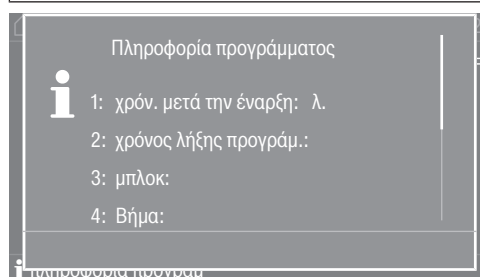 Πληροφορία προγράμματος
1: χρόν. μετά την έναρξη: λ.
2: χρόνος λήξης προγράμ.:
3: μπλοκ:
4: Βήμα: